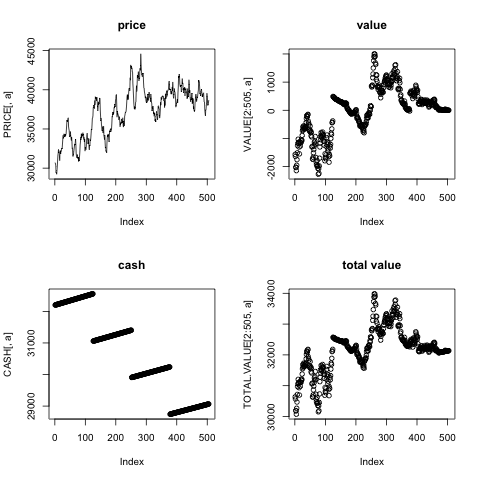 price
PRICE[, a]
30000 35000 40000 45000
0 100 200 300 400 500
Index
value
VALUE[2:505, a]
-2000 0 1000
0 100 200 300 400 500
Index
cash
CASH[, a]
29000 31000
0 100 200 300 400 500
Index
total value
TOTAL.VALUE[2:505, a]
30000 32000 34000
0 100 200 300 400 500
Index